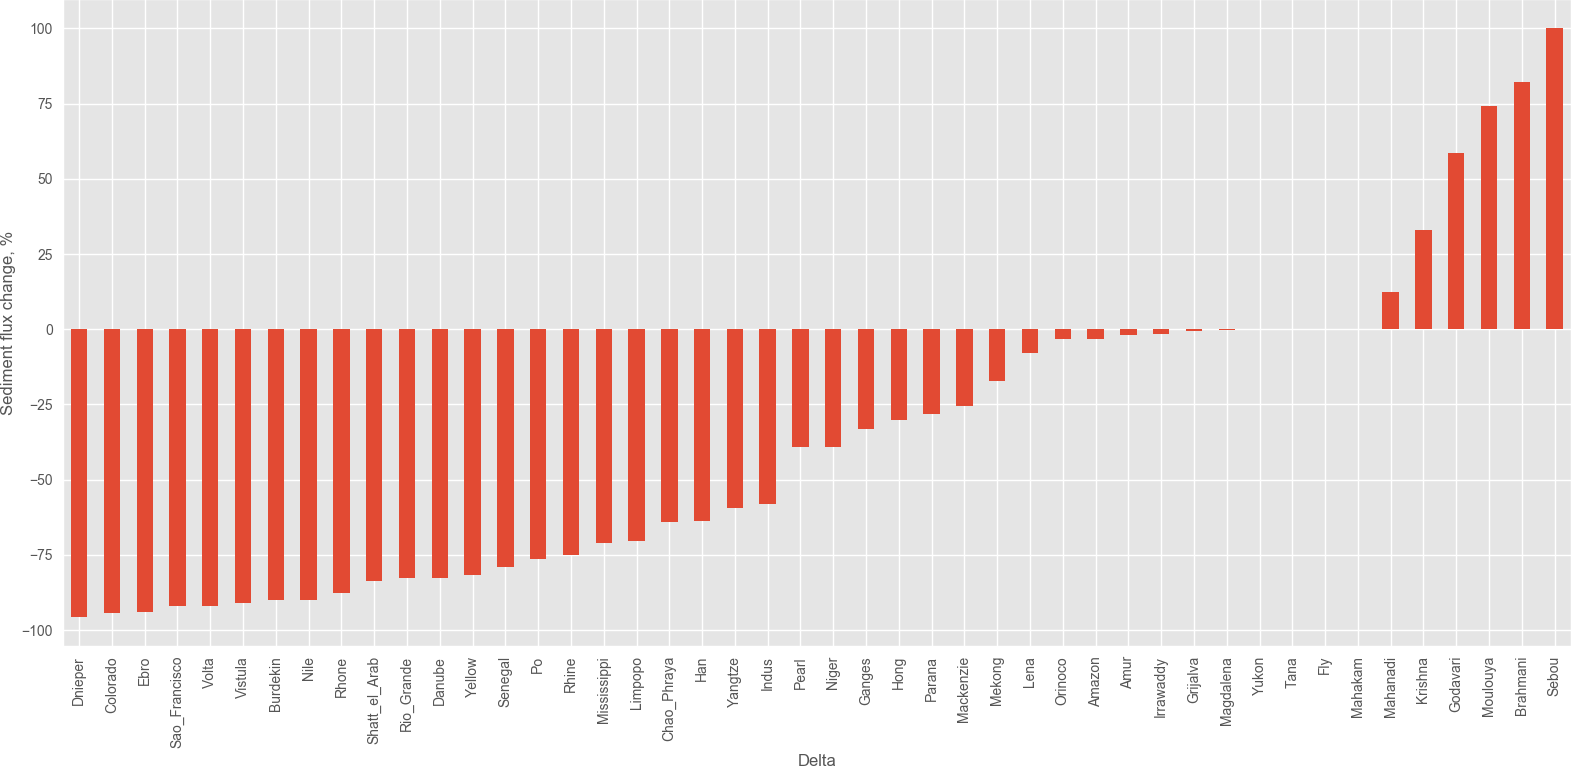 Sediment flux change, %
100
75
50
25
0
−25
−50
−75
−100
Dnieper
Colorado
Ebro
Sao_Francisco
Volta
Vistula
Burdekin
Nile
Rhone
Shatt_el_Arab
Rio_Grande
Danube
Yellow
Senegal
Po
Rhine
Mississippi
Limpopo
Chao_Phraya
Han
Yangtze
Indus
Pearl
Niger
Ganges
Hong
Parana
Mackenzie
Mekong
Lena
Orinoco
Amazon
Amur
Irrawaddy
Grijalva
Magdalena
Yukon
Tana
Fly
Mahakam
Mahanadi
Krishna
Godavari
Moulouya
Brahmani
Sebou
Delta